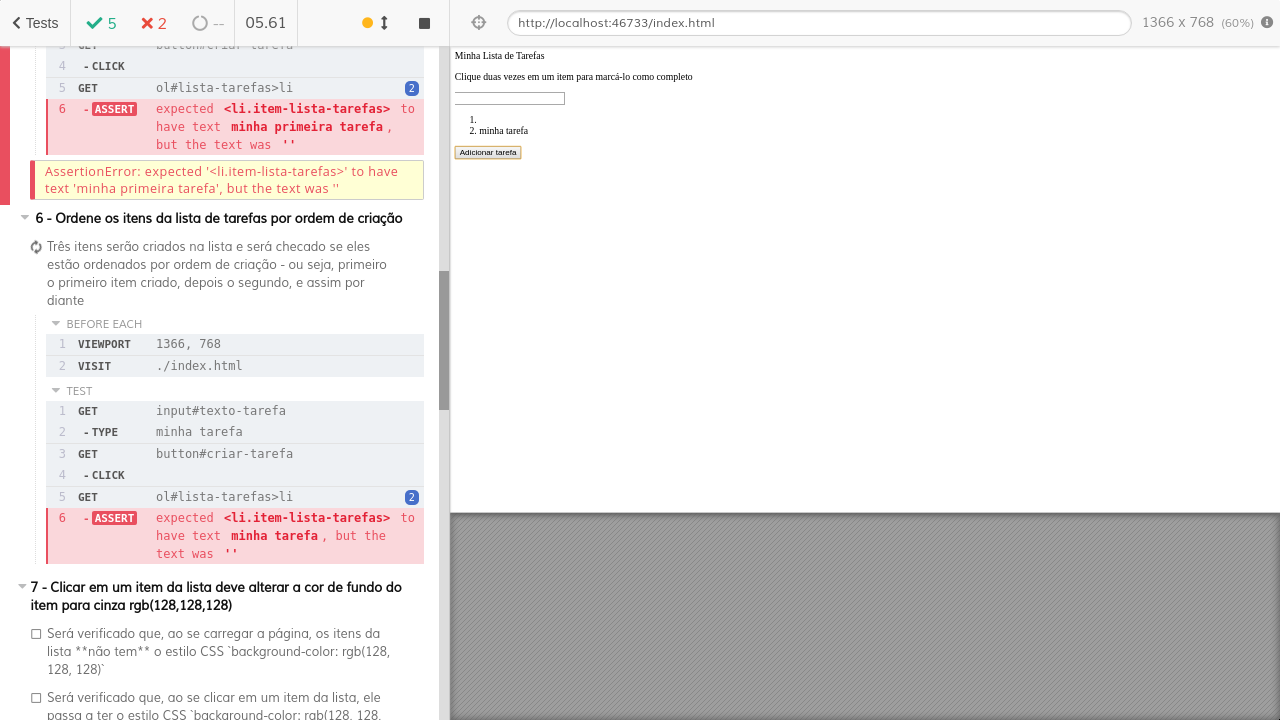 Tests 5 2 -- 05.61
http://localhost:46733/index.html
1366 x 768 (60%)
3 GET button#criar-tarefa
4 -CLICK
5 GET ol#lista-tarefas>li 2
6 -ASSERT expected <li.item-lista-tarefas> to
have text minha primeira tarefa,
but the text was ''
AssertionError: expected '<li.item-lista-tarefas>' to have
text 'minha primeira tarefa', but the text was ''
6 - Ordene os itens da lista de tarefas por ordem de criação
Três itens serão criados na lista e será checado se eles
estão ordenados por ordem de criação - ou seja, primeiro
o primeiro item criado, depois o segundo, e assim por
diante
BEFORE EACH
1 VIEWPORT 1366, 768
2 VISIT ./index.html
TEST
1 GET input#texto-tarefa
2 -TYPE minha tarefa
3 GET button#criar-tarefa
4 -CLICK
5 GET ol#lista-tarefas>li 2
6 -ASSERT expected <li.item-lista-tarefas> to
have text minha tarefa, but the
text was ''
7 - Clicar em um item da lista deve alterar a cor de fundo do
item para cinza rgb(128,128,128)
Será verificado que, ao se carregar a página, os itens da
lista **não tem** o estilo CSS `background-color: rgb(128,
128, 128)`
Será verificado que, ao se clicar em um item da lista, ele
passa a ter o estilo CSS `background-color: rgb(128, 128,
Minha Lista de Tarefas
Clique duas vezes em um item para marcá-lo como completo
1.
2. minha tarefa
Adicionar tarefa